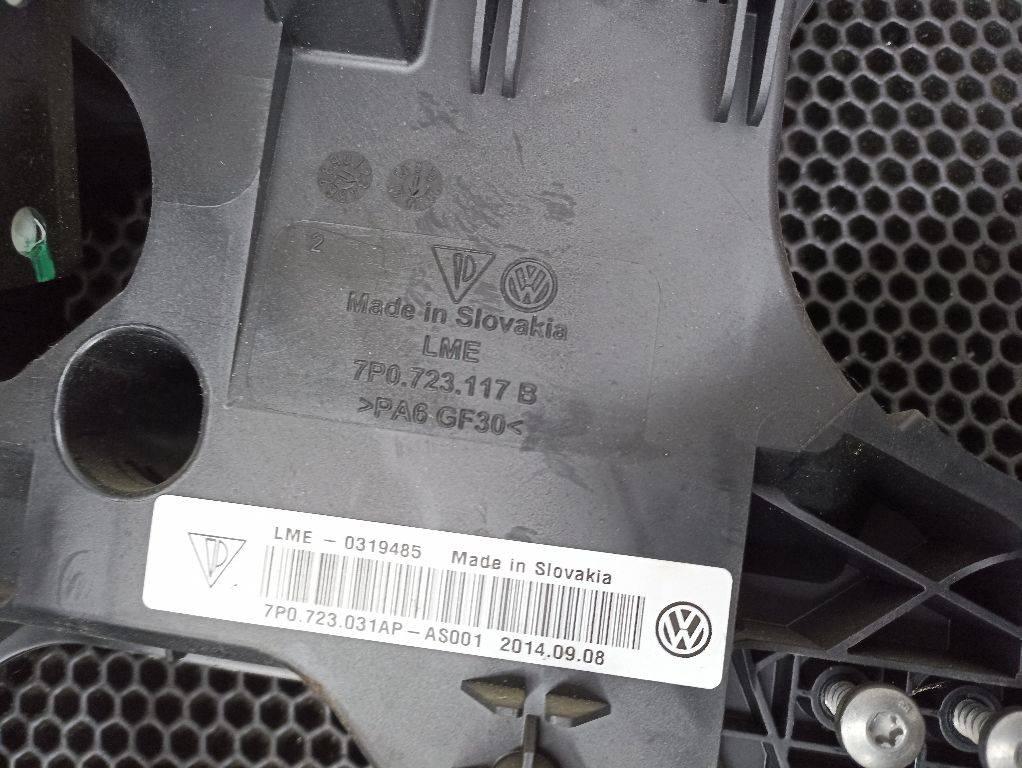 2
Made in Slovakia
LME
7P0.723.117 B
>PA6 GF30<
LME - 0319485 Made in Slovakia
7P0.723.031AP-AS001 2014.09.08